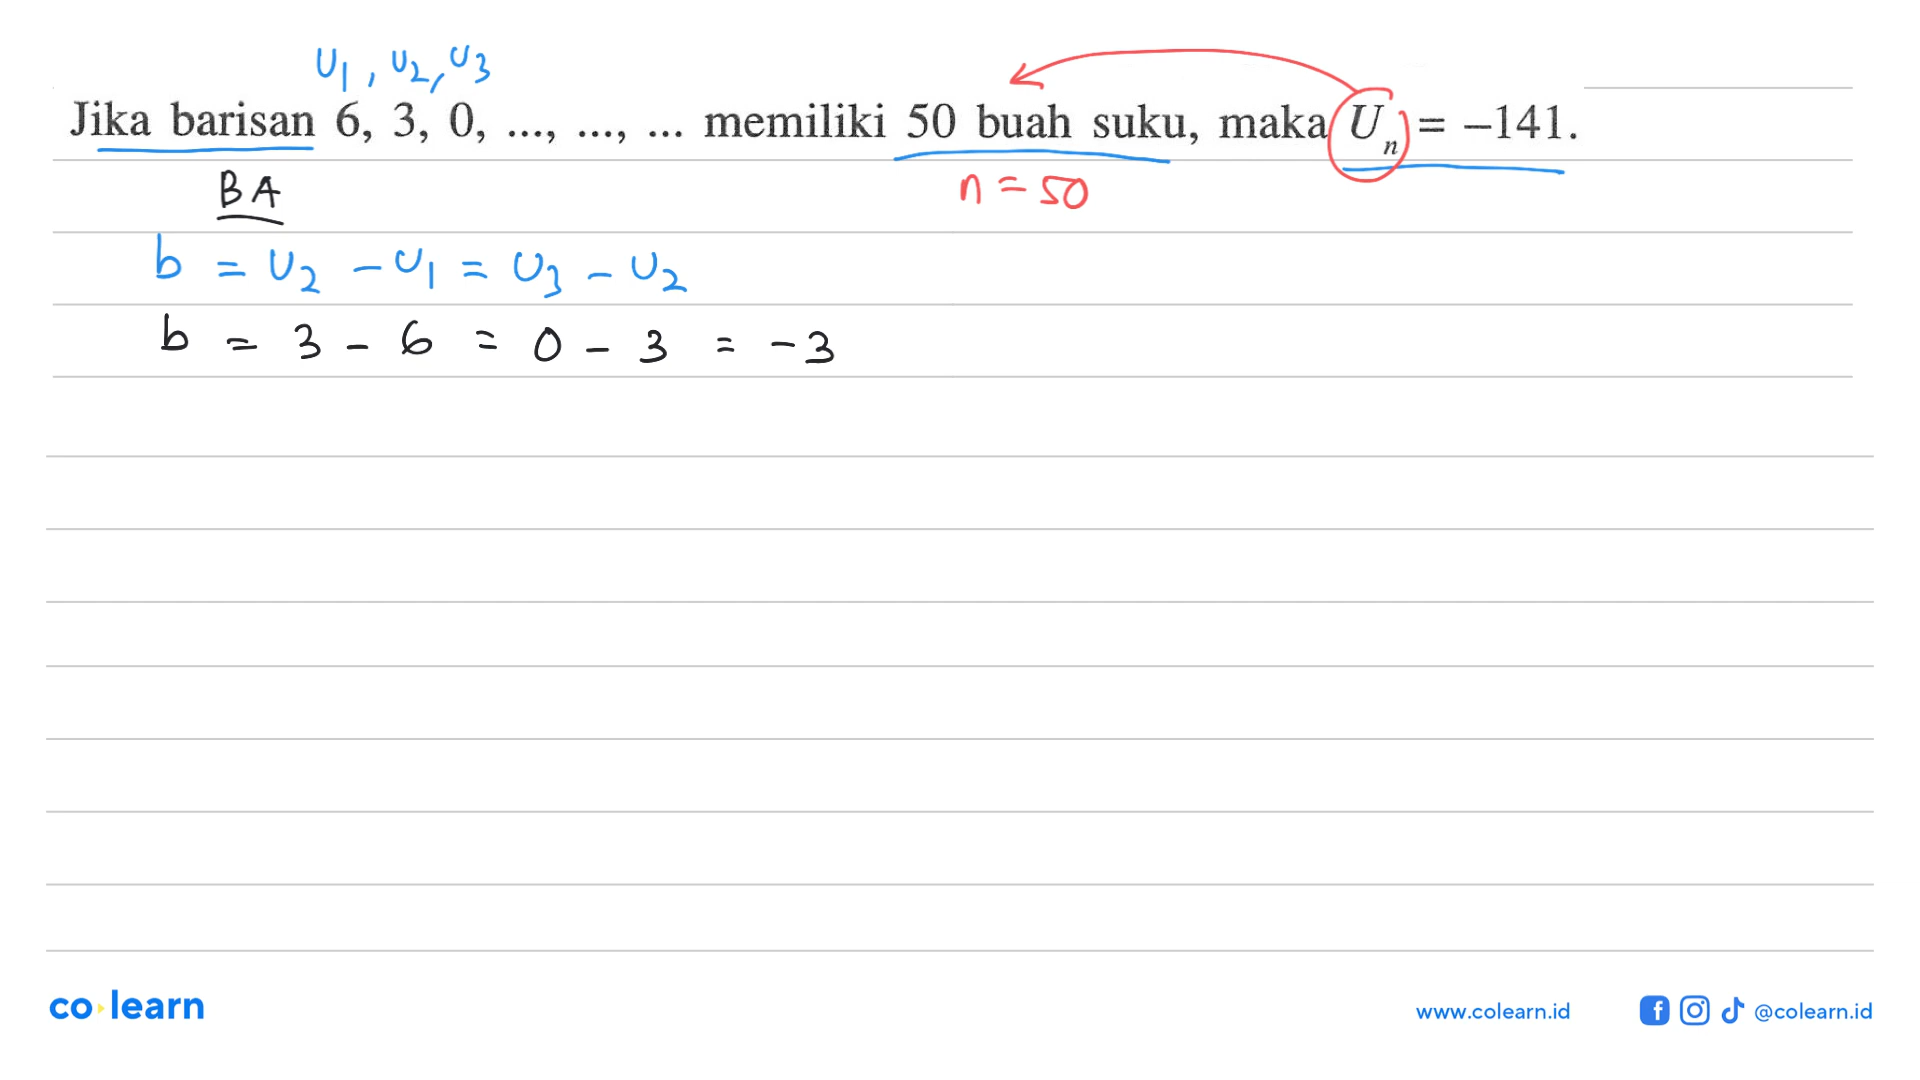 U1, U2, U3
Jika barisan 6, 3, 0, ..., ..., ... memiliki 50 buah suku, maka Un = –141.
BA
n = 50
b = U2 - U1 = U3 - U2
b = 3 - 6 = 0 - 3 = -3
co learn
www.colearn.id
@colearn.id